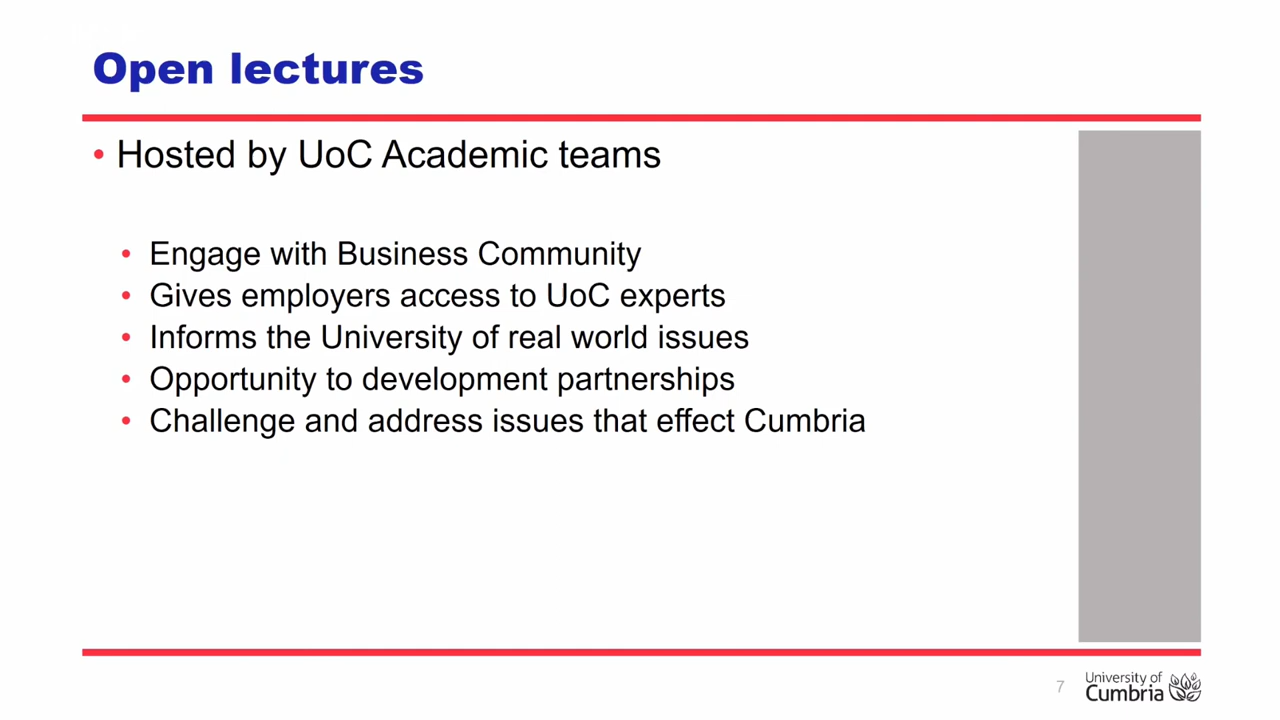 Open lectures
• Hosted by UoC Academic teams
• Engage with Business Community
• Gives employers access to UoC experts
• Informs the University of real world issues
• Opportunity to development partnerships
• Challenge and address issues that effect Cumbria
7
University of
Cumbria